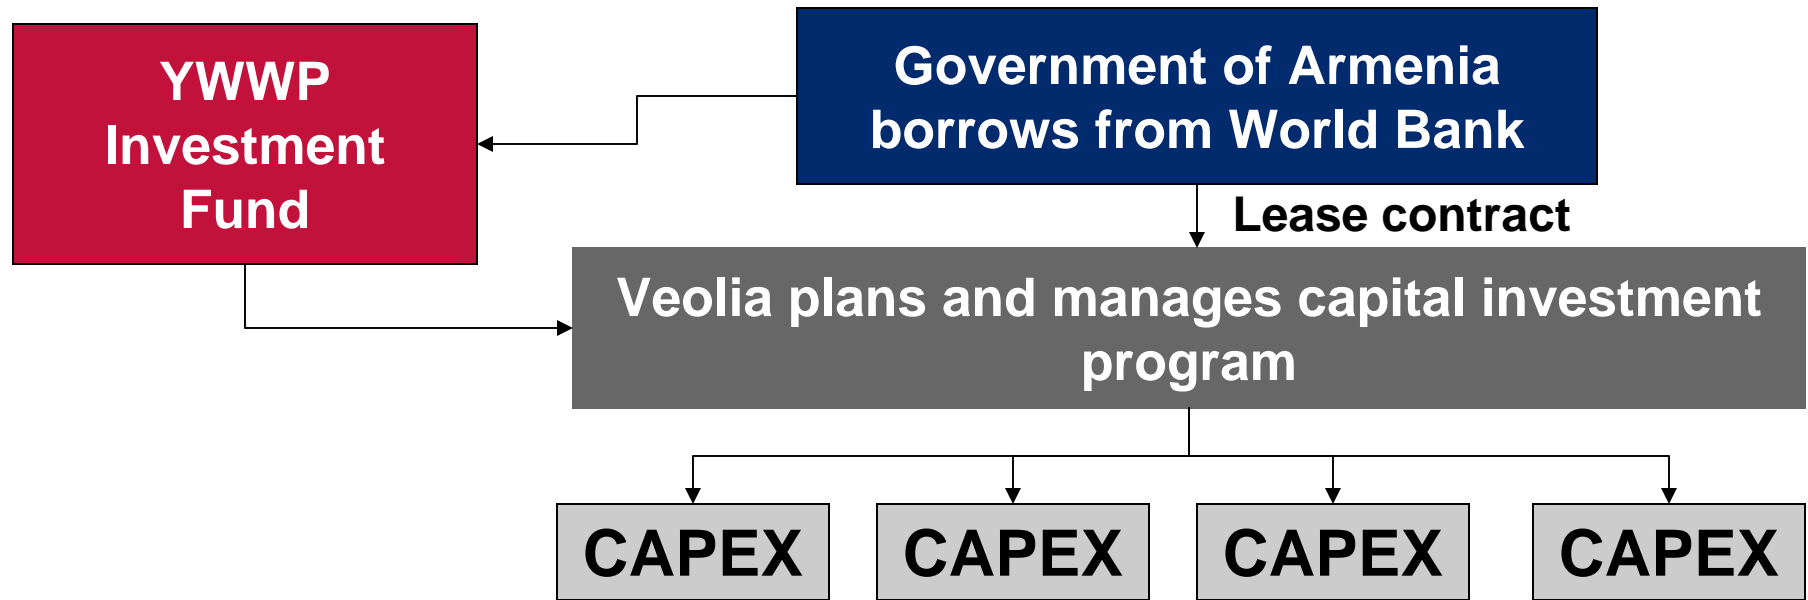 YWWP
Investment
Fund
Government of Armenia
borrows from World Bank
Lease contract
Veolia plans and manages capital investment
program
CAPEX
CAPEX
CAPEX
CAPEX